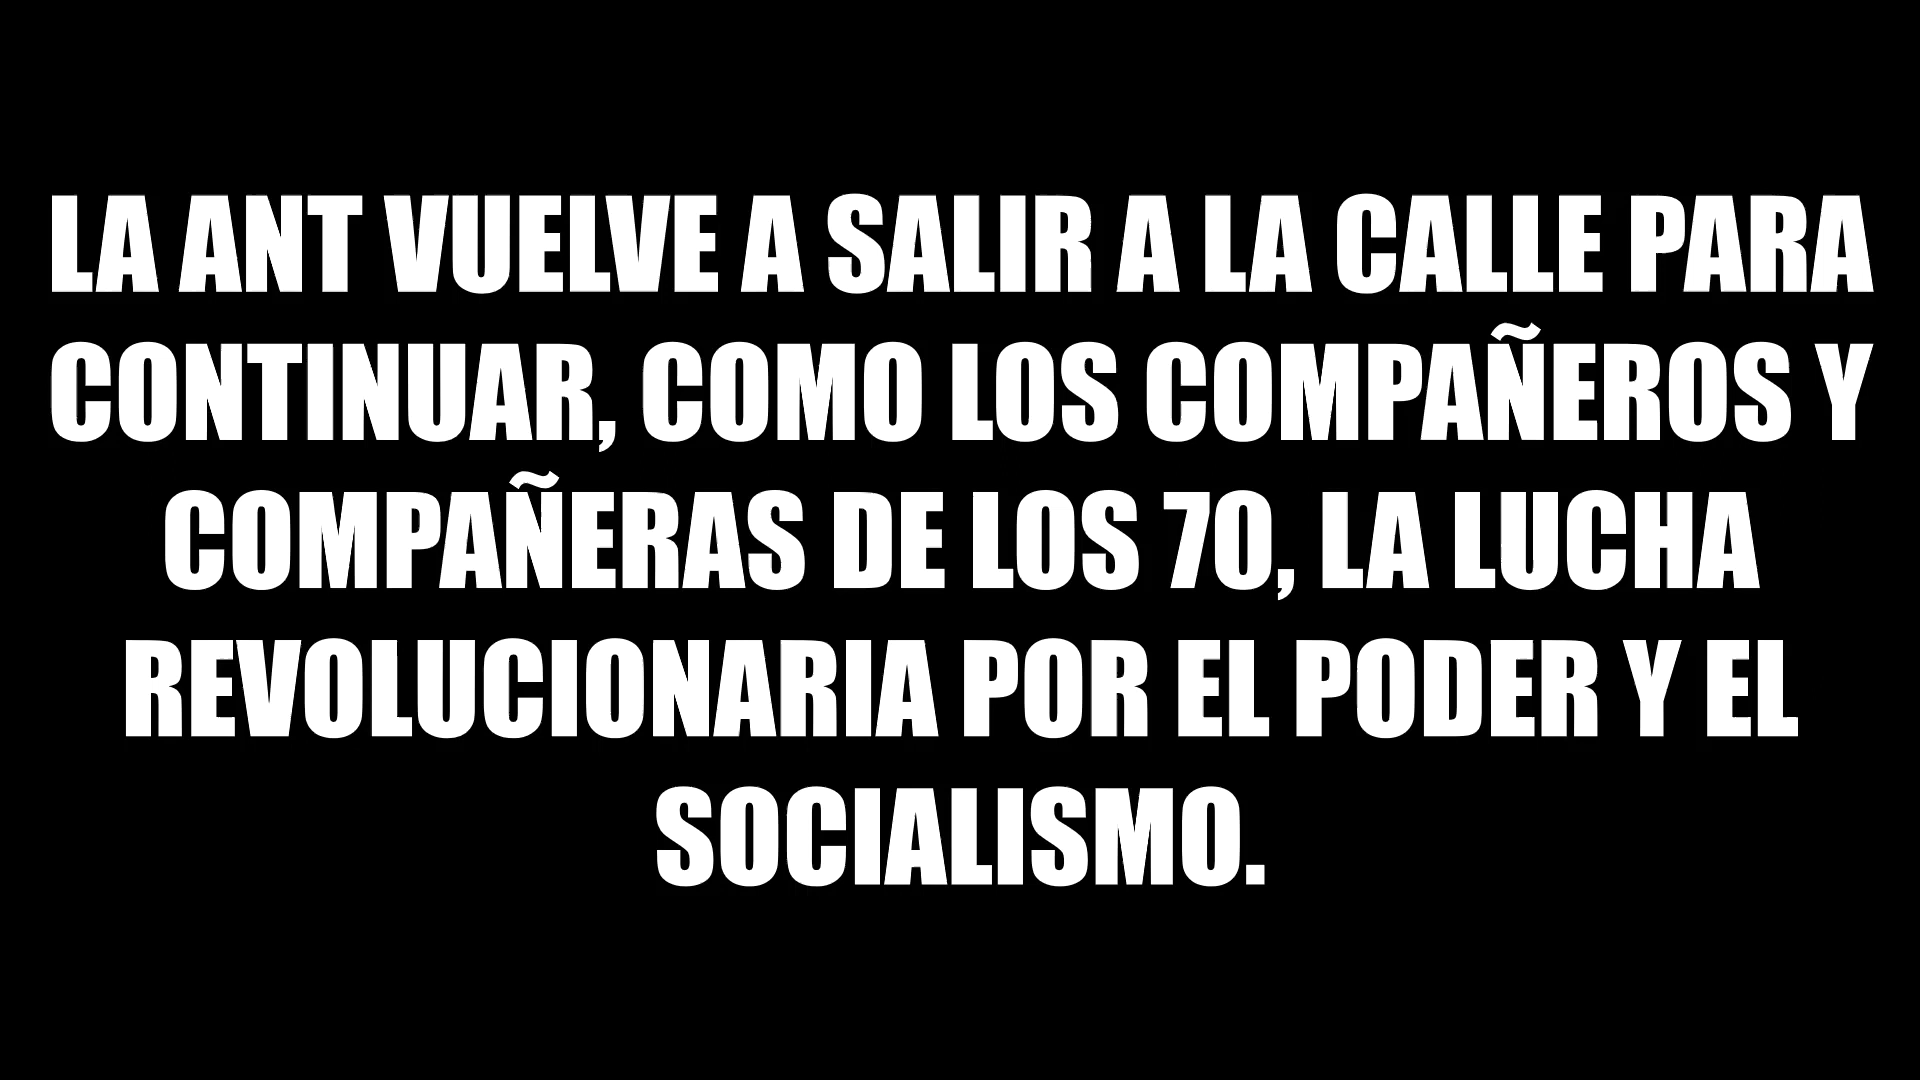 LA ANT VUELVE A SALIR A LA CALLE PARA
CONTINUAR, COMO LOS COMPAÑEROS Y
COMPAÑERAS DE LOS 70, LA LUCHA
REVOLUCIONARIA POR EL PODER Y EL
SOCIALISMO.